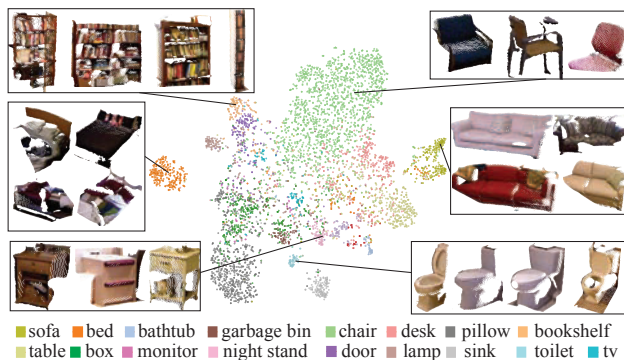 sofa bed bathtub garbage bin chair desk pillow bookshelf
table box monitor night stand door lamp sink toilet tv